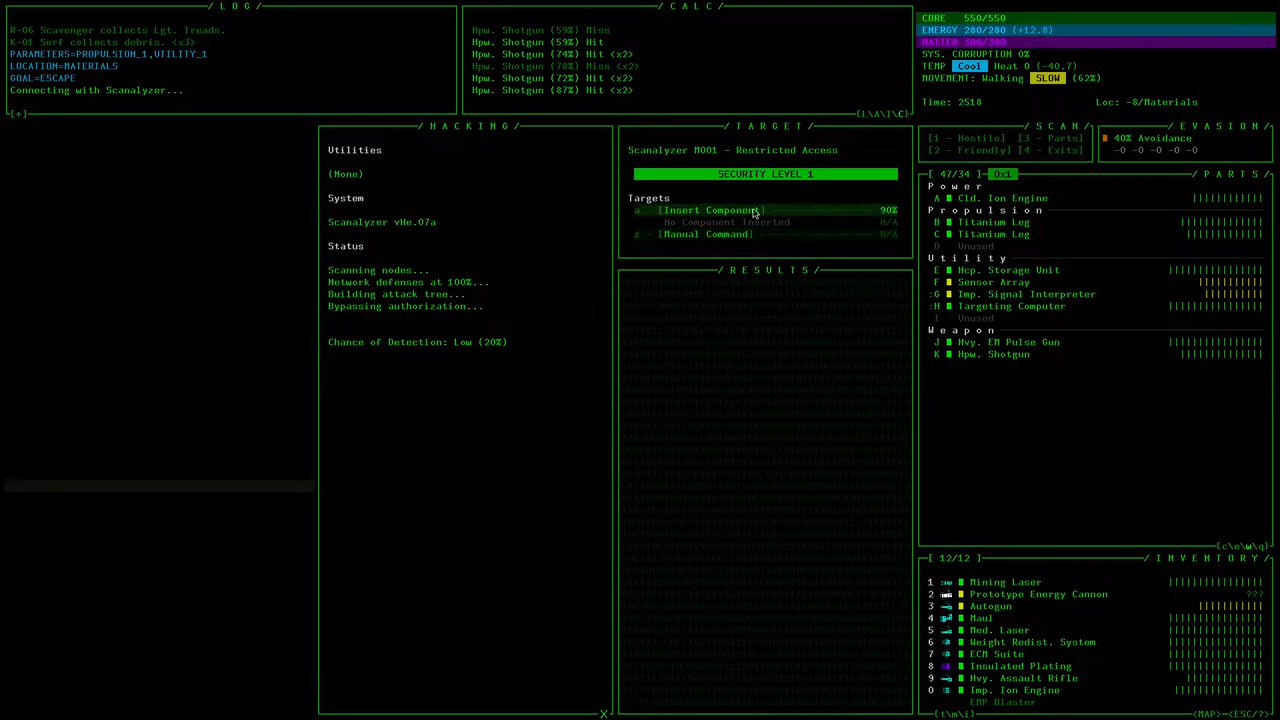 / L O G /
R-06 Scavenger collects Lgt. Treads.
K-01 Serf collects debris. <x3>
PARAMETERS=PROPULSION_1,UTILITY_1
LOCATION=MATERIALS
GOAL=ESCAPE
Connecting with Scanalyzer...
[+]
/ C A L C /
Hpw. Shotgun (59%) Miss
Hpw. Shotgun (59%) Hit
Hpw. Shotgun (74%) Hit <x2>
Hpw. Shotgun (78%) Miss <x2>
Hpw. Shotgun (72%) Hit <x2>
Hpw. Shotgun (87%) Hit <x2>
[L\A\I\C]
CORE 550/550
ENERGY 280/280 (+12.8)
MATTER 300/300
SYS. CORRUPTION 0%
TEMP Cool Heat 0 (-40.7)
MOVEMENT: Walking SLOW (62%)
Time: 2518 Loc: -8/Materials
/ H A C K I N G /
Utilities
(None)
System
Scanalyzer vHe.07a
Status
Scanning nodes...
Network defenses at 100%...
Building attack tree...
Bypassing authorization...
Chance of Detection: Low (20%)
X
/ T A R G E T /
Scanalyzer M001 - Restricted Access
SECURITY LEVEL 1
Targets
a - [Insert Component] 90%
No Component Inserted N/A
z - [Manual Command] N/A
/ R E S U L T S /
/ S C A N /
[1 - Hostile] [3 - Parts]
[2 - Friendly] [4 - Exits]
/ E V A S I O N /
40% Avoidance
-0 -0 -0 -0 -0
[ 47/34 ] 0x1 / P A R T S /
P o w e r
A Cld. Ion Engine
P r o p u l s i o n
B Titanium Leg
C Titanium Leg
D Unused
U t i l i t y
E Hcp. Storage Unit
F Sensor Array
:G Imp. Signal Interpreter
:H Targeting Computer
I Unused
W e a p o n
J Hvy. EM Pulse Gun
K Hpw. Shotgun
[c\e\w\q]
[ 12/12 ] / I N V E N T O R Y /
1 Mining Laser
2 Prototype Energy Cannon ???
3 Autogun
4 Maul
5 Med. Laser
6 Weight Redist. System
7 ECM Suite
8 Insulated Plating
9 Hvy. Assault Rifle
0 Imp. Ion Engine
EMP Blaster
[t\m\i] <MAP>-<ESC/?>